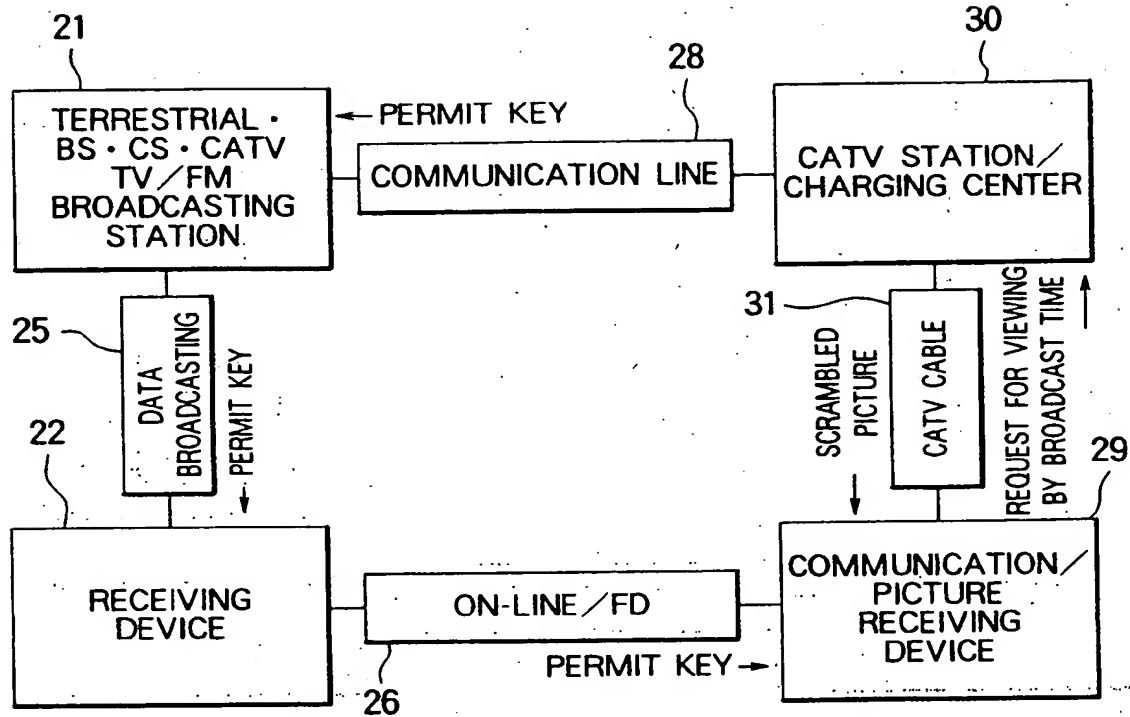 21
30
28
TERRESTRIAL・
BS・CS・CATV
TV/FM
BROADCASTING
STATION
← PERMIT KEY
COMMUNICATION LINE
CATV STATION/
CHARGING CENTER
25
DATA
BROADCASTING
PERMIT KEY
31
SCRAMBLED
PICTURE
CATV CABLE
REQUEST FOR VIEWING
BY BROADCAST TIME
22
29
RECEIVING
DEVICE
ON-LINE/FD
COMMUNICATION/
PICTURE
RECEIVING
DEVICE
26
PERMIT KEY →